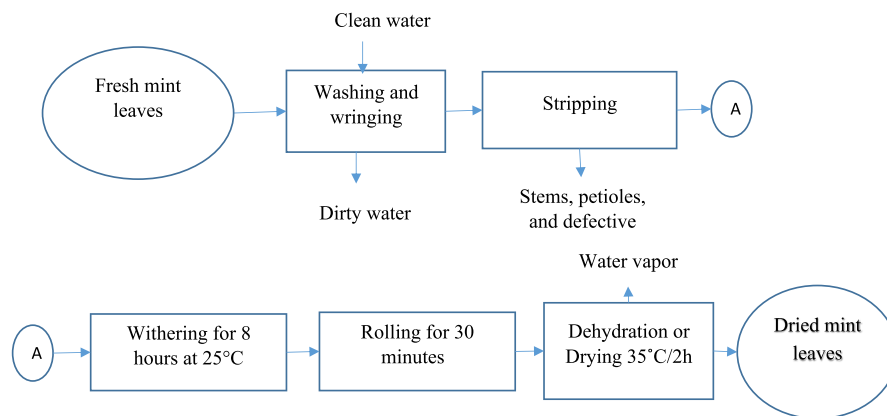 Clean water
Fresh mint
leaves
Washing and
wringing
Stripping
A
Dirty water
Stems, petioles,
and defective
Water vapor
A
Withering for 8
hours at 25°C
Rolling for 30
minutes
Dehydration or
Drying 35˚C/2h
Dried mint
leaves